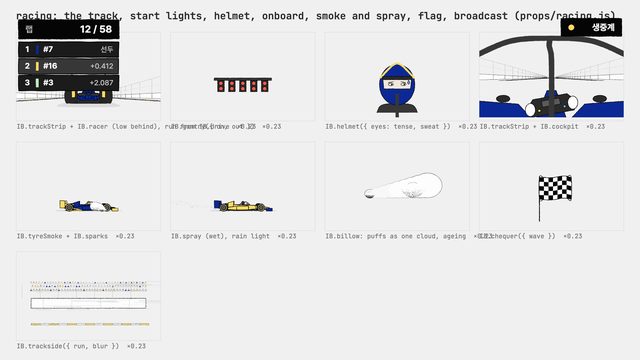 racing: the track, start lights, helmet, onboard, smoke and spray, flag, broadcast (props/racing.js)
랩 12 / 58
1 #7 선두
2 #16 +0.412
3 #3 +2.087
생중계
IB.trackStrip + IB.racer (low behind), run
×0.23
IB.helmet({ eyes: tense, sweat }) ×0.23
IB.trackStrip + IB.cockpit ×0.23
IB.tyreSmoke + IB.sparks ×0.23
IB.spray (wet), rain light ×0.23
IB.billow: puffs as one cloud, ageing ×0.23
IB.chequer({ wave }) ×0.23
IB.trackside({ run, blur }) ×0.23